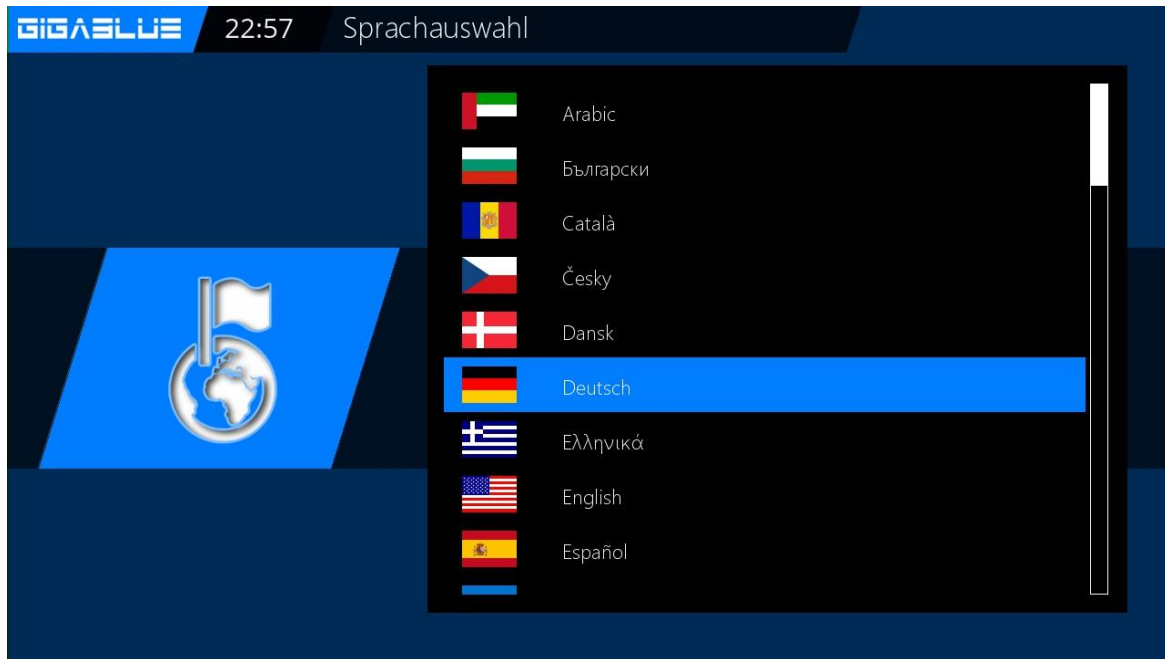 GIGABLUE 22:57 Sprachauswahl
Arabic
Български
Català
Česky
Dansk
Deutsch
Ελληνικά
English
Español